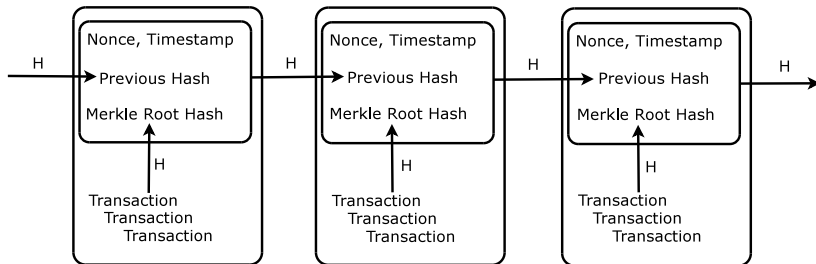 H
Nonce, Timestamp
Previous Hash
Merkle Root Hash
H
Transaction
Transaction
Transaction
H
Nonce, Timestamp
Previous Hash
Merkle Root Hash
H
Transaction
Transaction
Transaction
H
Nonce, Timestamp
Previous Hash
Merkle Root Hash
H
Transaction
Transaction
Transaction
H